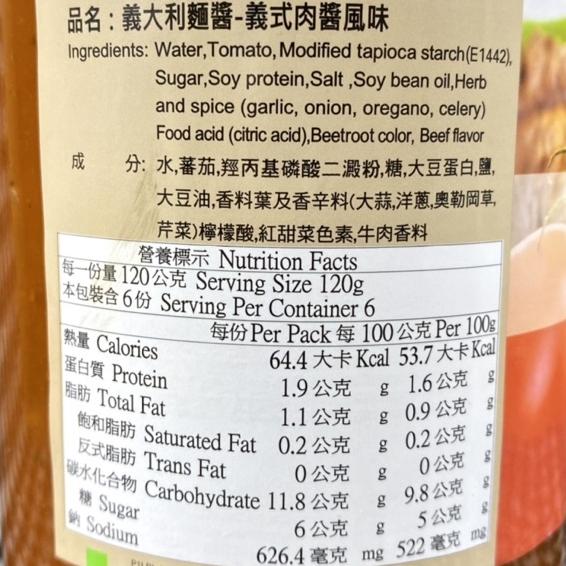 品名：義大利麵醬-義式肉醬風味
Ingredients: Water,Tomato,Modified tapioca starch(E1442),
Sugar,Soy protein,Salt ,Soy bean oil,Herb
and spice (garlic, onion, oregano, celery)
Food acid (citric acid),Beetroot color, Beef flavor
成 分: 水,蕃茄,羥丙基磷酸二澱粉,糖,大豆蛋白,鹽,
大豆油,香料葉及香辛料(大蒜,洋蔥,奧勒岡草,
芹菜)檸檬酸,紅甜菜色素,牛肉香料
營養標示 Nutrition Facts
每一份量 120公克 Serving Size 120g
本包裝含 6份 Serving Per Container 6
每份 Per Pack 每 100公克 Per 100g
熱量 Calories 64.4 大卡 Kcal 53.7 大卡 Kcal
蛋白質 Protein 1.9 公克 g 1.6 公克 g
脂肪 Total Fat 1.1 公克 g 0.9 公克 g
飽和脂肪 Saturated Fat 0.2 公克 g 0.2 公克 g
反式脂肪 Trans Fat 0 公克 g 0 公克 g
碳水化合物 Carbohydrate 11.8 公克 g 9.8 公克 g
糖 Sugar 6 公克 g 5 公克 g
鈉 Sodium 626.4 毫克 mg 522 毫克 mg